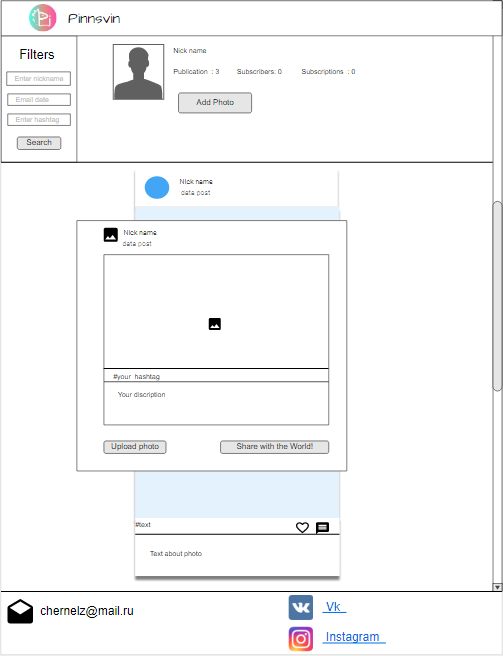 Pinnsvin
Filters
Enter nickname
Email date
Enter hashtag
Search
Nick name
Publication : 3 Subscribers: 0 Subscriptions : 0
Add Photo
Nick name
data post
Nick name
data post
#your hashtag
Your discription
Upload photo Share with the World!
#text
Text about photo
chernelz@mail.ru
Vk
Instagram